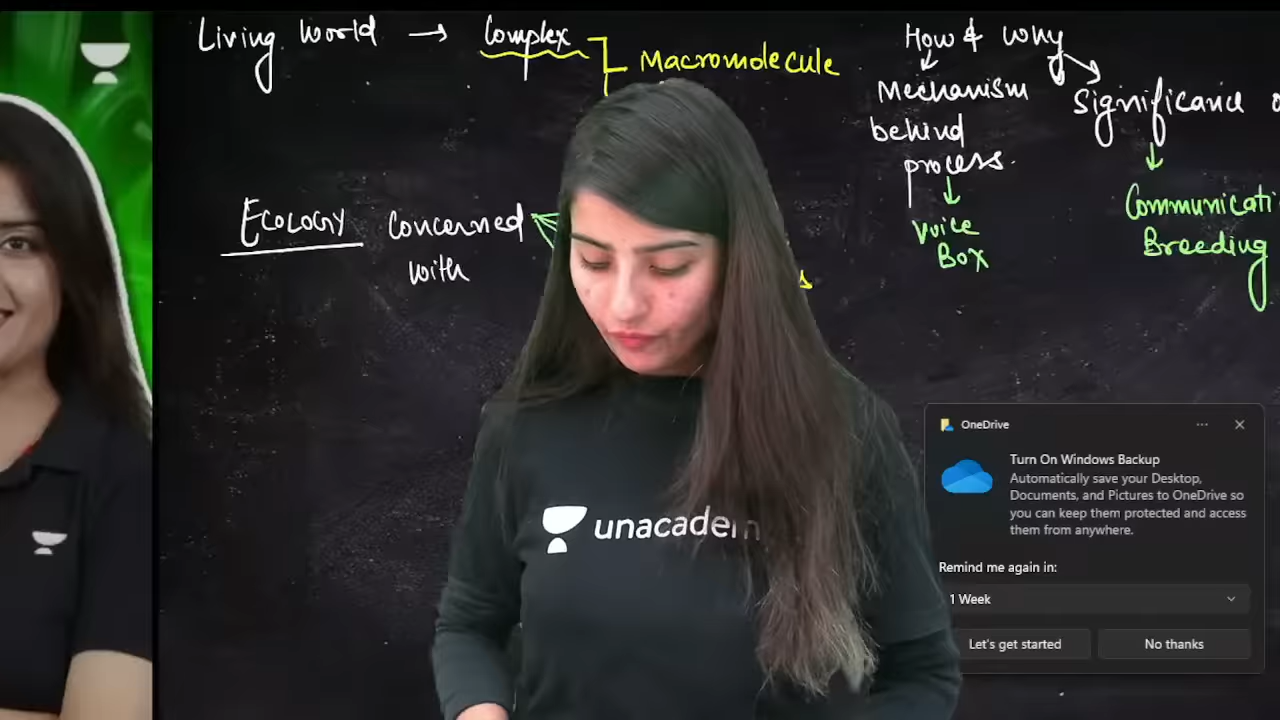 Living World → Complex
Macromolecule
How & Why
Mechanism
behind
process.
Voice
Box
Significance
Communicati
Breeding
ECOLOGY Concerned
with
unacadem
OneDrive
Turn On Windows Backup
Automatically save your Desktop,
Documents, and Pictures to OneDrive so
you can keep them protected and access
them from anywhere.
Remind me again in:
1 Week
Let's get started
No thanks